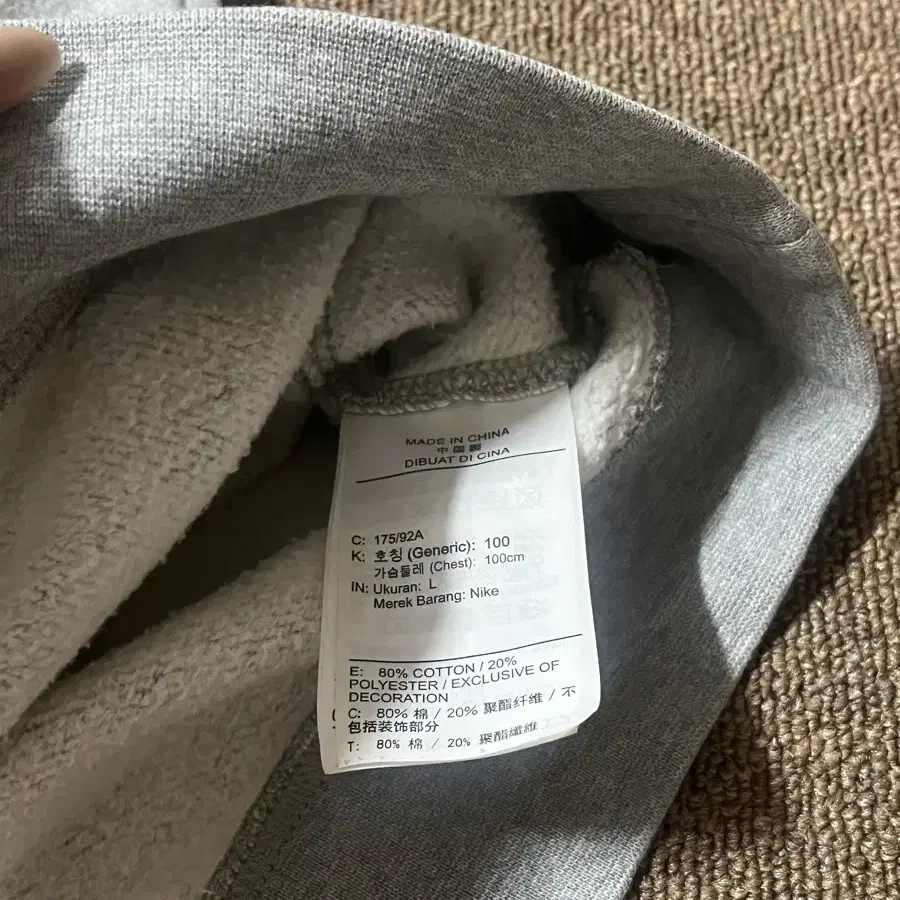 MADE IN CHINA
中国製
DIBUAT DI CINA
C: 175/92A
K: 호칭 (Generic): 100
가슴둘레 (Chest): 100cm
IN: Ukuran: L
Merek Barang: Nike
E: 80% COTTON / 20%
POLYESTER / EXCLUSIVE OF
DECORATION
C: 80% 棉 / 20% 聚酯纤维 / 不
包括装饰部分
T: 80% 棉 / 20% 聚酯纖維